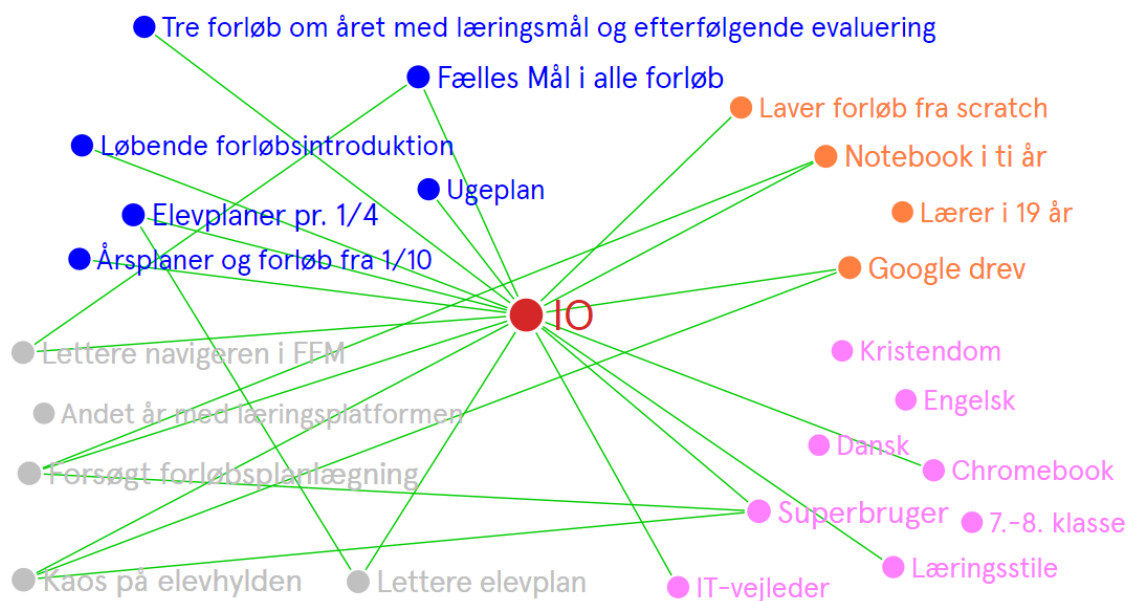 Tre forløb om året med læringsmål og efterfølgende evaluering
Fælles Mål i alle forløb
Laver forløb fra scratch
Løbende forløbsintroduktion
Notebook i ti år
Ugeplan
Elevplaner pr. 1/4
Lærer i 19 år
Årsplaner og forløb fra 1/10
Google drev
IO
Lettere navigeren i FFM
Kristendom
Andet år med læringsplatformen
Engelsk
Dansk
Forsøgt forløbsplanlægning
Chromebook
Superbruger
7.-8. klasse
Læringsstile
Kaos på elevhylden
Lettere elevplan
IT-vejleder